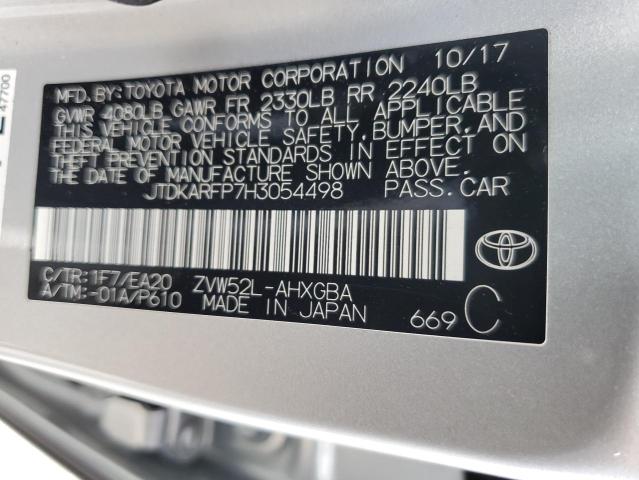 MFD. BY: TOYOTA MOTOR CORPORATION 10/17
GVWR 4080LB GAWR FR 2330LB RR 2240LB
THIS VEHICLE CONFORMS TO ALL APPLICABLE
FEDERAL MOTOR VEHICLE SAFETY, BUMPER, AND
THEFT PREVENTION STANDARDS IN EFFECT ON
THE DATE OF MANUFACTURE SHOWN ABOVE.
JTDKARFP7H3054498 PASS. CAR
C/TR: 1F7/EA20 ZVW52L-AHXGBA
A/TM: -01A/P610 MADE IN JAPAN
669 C
47700